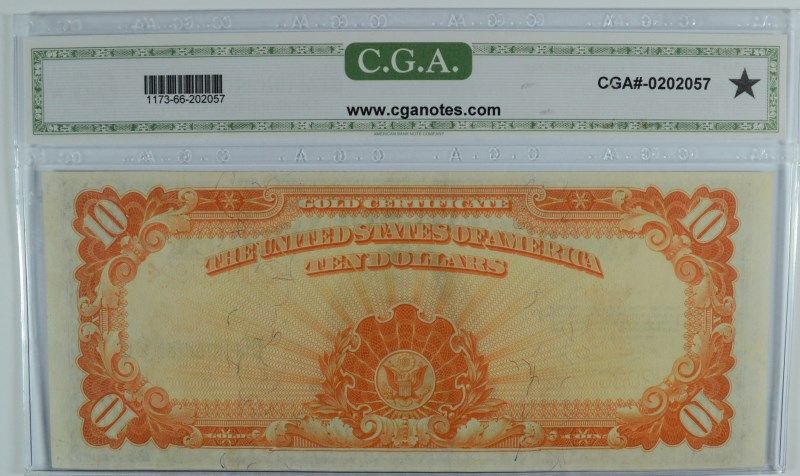 C.G.A.
1173-66-202057
CGA#-0202057
www.cganotes.com
AMERICAN BANK NOTE COMPANY
10 10
GOLD CERTIFICATE
THE UNITED STATES OF AMERICA
TEN DOLLARS
10 10